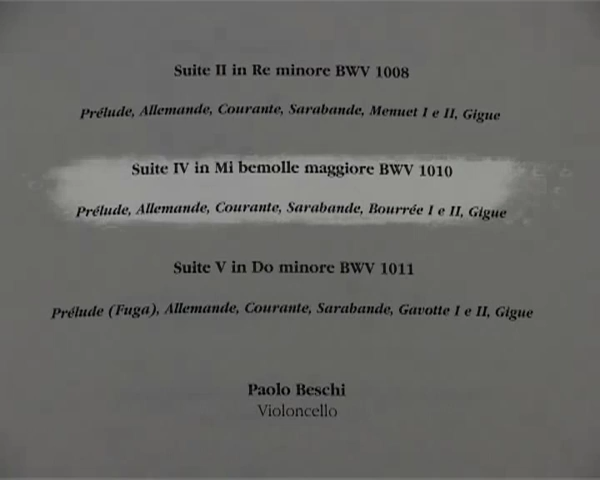 Suite II in Re minore BWV 1008
Prélude, Allemande, Courante, Sarabande, Menuet I e II, Gigue
Suite IV in Mi bemolle maggiore BWV 1010
Prélude, Allemande, Courante, Sarabande, Bourrée I e II, Gigue
Suite V in Do minore BWV 1011
Prélude (Fuga), Allemande, Courante, Sarabande, Gavotte I e II, Gigue
Paolo Beschi
Violoncello